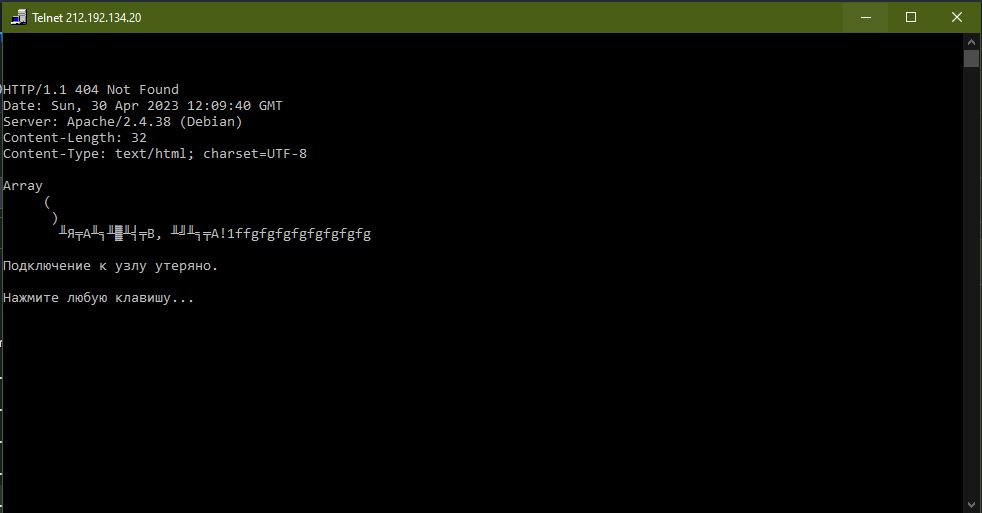 Telnet 212.192.134.20
HTTP/1.1 404 Not Found
Date: Sun, 30 Apr 2023 12:09:40 GMT
Server: Apache/2.4.38 (Debian)
Content-Length: 32
Content-Type: text/html; charset=UTF-8
Array
(
)
╨Я╤А╨╕╨▓╨╡╤В, ╨╝╨╕╤А!1ffgfgfgfgfgfgfgfg
Подключение к узлу утеряно.
Нажмите любую клавишу...